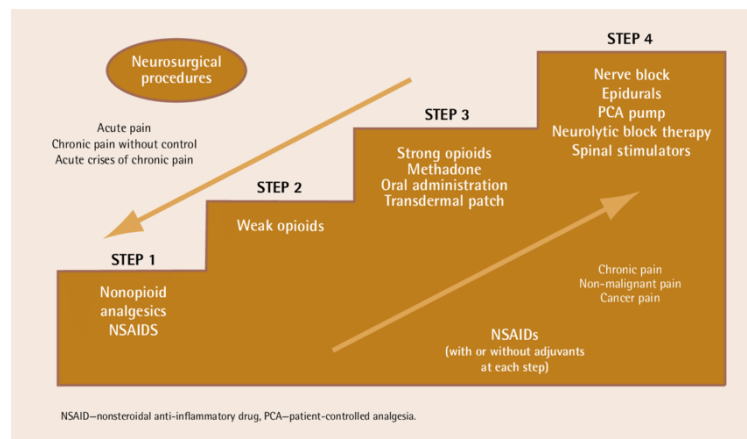 Neurosurgical
procedures
Acute pain
Chronic pain without control
Acute crises of chronic pain
STEP 1
Nonopioid
analgesics
NSAIDS
STEP 2
Weak opioids
STEP 3
Strong opioids
Methadone
Oral administration
Transdermal patch
STEP 4
Nerve block
Epidurals
PCA pump
Neurolytic block therapy
Spinal stimulators
Chronic pain
Non-malignant pain
Cancer pain
NSAIDs
(with or without adjuvants
at each step)
NSAID—nonsteroidal anti-inflammatory drug, PCA—patient-controlled analgesia.